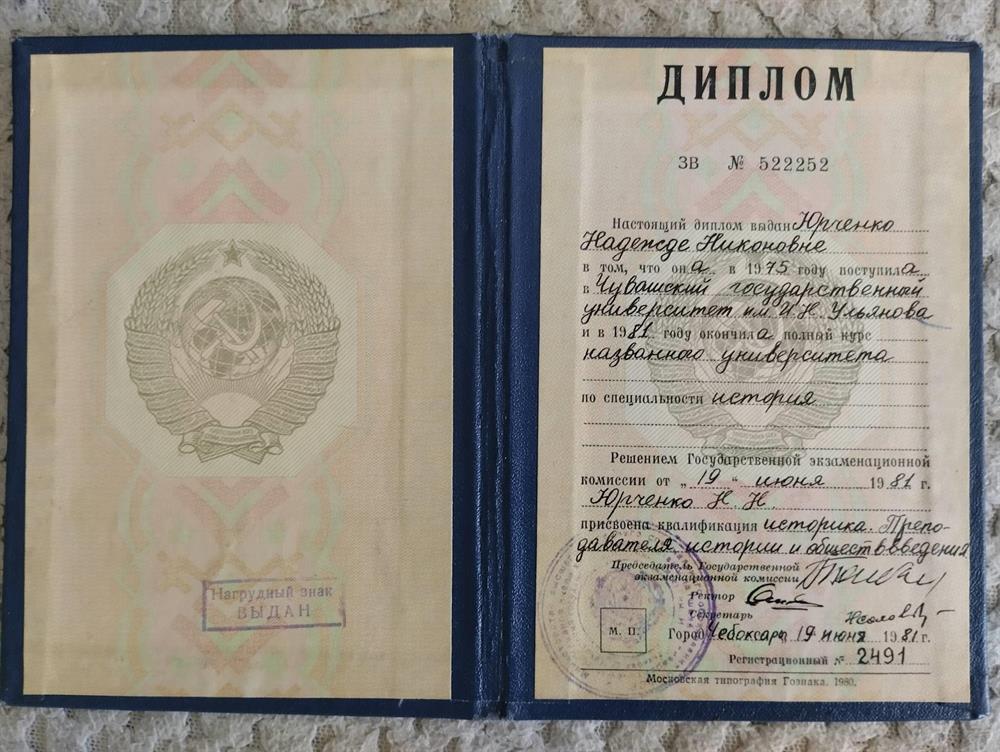 Нагрудный знак
ВЫДАН
ДИПЛОМ
ЗВ № 522252
Настоящий диплом выдан Юрченко
Надежде Никоновне
в том, что она в 1975 году поступила
в Чувашский государственный
университет им. И. Н. Ульянова
и в 1981 году окончила полный курс
названного университета
по специальности история
Решением Государственной экзаменационной
комиссии от „19“ июня 1981 г.
Юрченко Н. Н.
присвоена квалификация историка. Препо-
давателя истории и обществоведения
Председатель Государственной
экзаменационной комиссии
Ректор
Секретарь
М. П.
Город Чебоксары 19 июня 1981 г.
Регистрационный № 2491
Московская типография Гознака. 1980.